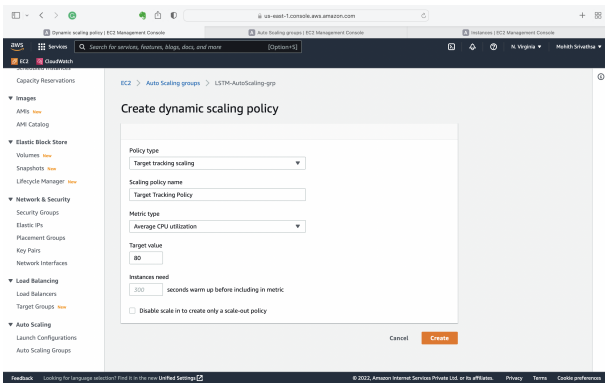 us-east-1.console.aws.amazon.com
Dynamic scaling policy | EC2 Management Console
Auto Scaling groups | EC2 Management Console
Instances | EC2 Management Console
aws
Services
Search for services, features, blogs, docs, and more
[Option+S]
N. Virginia ▼
Mohith Srivathsa ▼
EC2
CloudWatch
Scheduled Instances
Capacity Reservations
▼ Images
AMIs New
AMI Catalog
▼ Elastic Block Store
Volumes New
Snapshots New
Lifecycle Manager New
▼ Network & Security
Security Groups
Elastic IPs
Placement Groups
Key Pairs
Network Interfaces
▼ Load Balancing
Load Balancers
Target Groups New
▼ Auto Scaling
Launch Configurations
Auto Scaling Groups
EC2 > Auto Scaling groups > LSTM-AutoScaling-grp
Create dynamic scaling policy
Policy type
Target tracking scaling
Scaling policy name
Target Tracking Policy
Metric type
Average CPU utilization
Target value
80
Instances need
300 seconds warm up before including in metric
Disable scale in to create only a scale-out policy
Cancel
Create
Feedback
Looking for language selection? Find it in the new Unified Settings
© 2022, Amazon Internet Services Private Ltd. or its affiliates.
Privacy
Terms
Cookie preferences